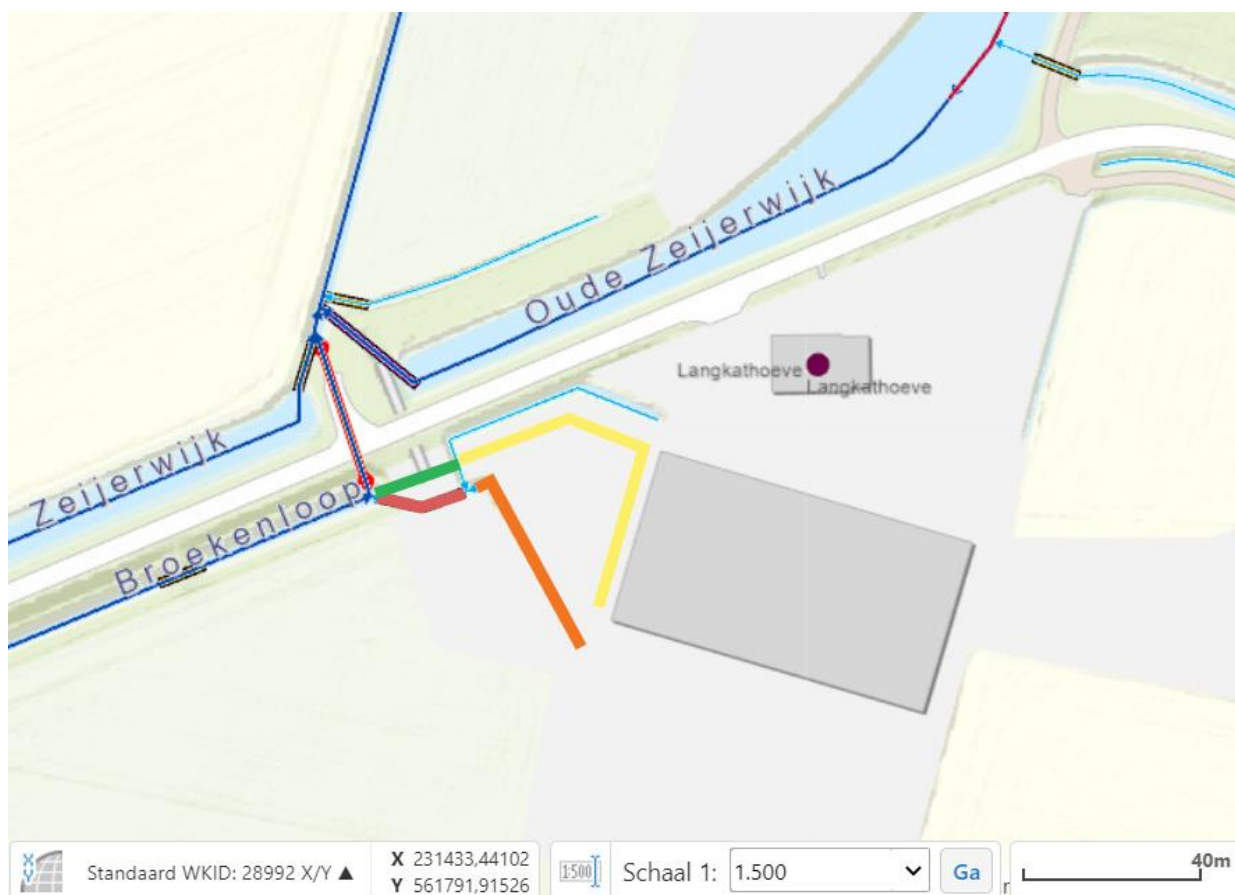 Oude Zeijerwijk
Langkathoeve
Langkathoeve
Zeijerwijk
Broekenloop
Standaard WKID: 28992 X/Y ▲
X 231433,44102
Y 561791,91526
1:500
Schaal 1:
1.500
Ga
40m